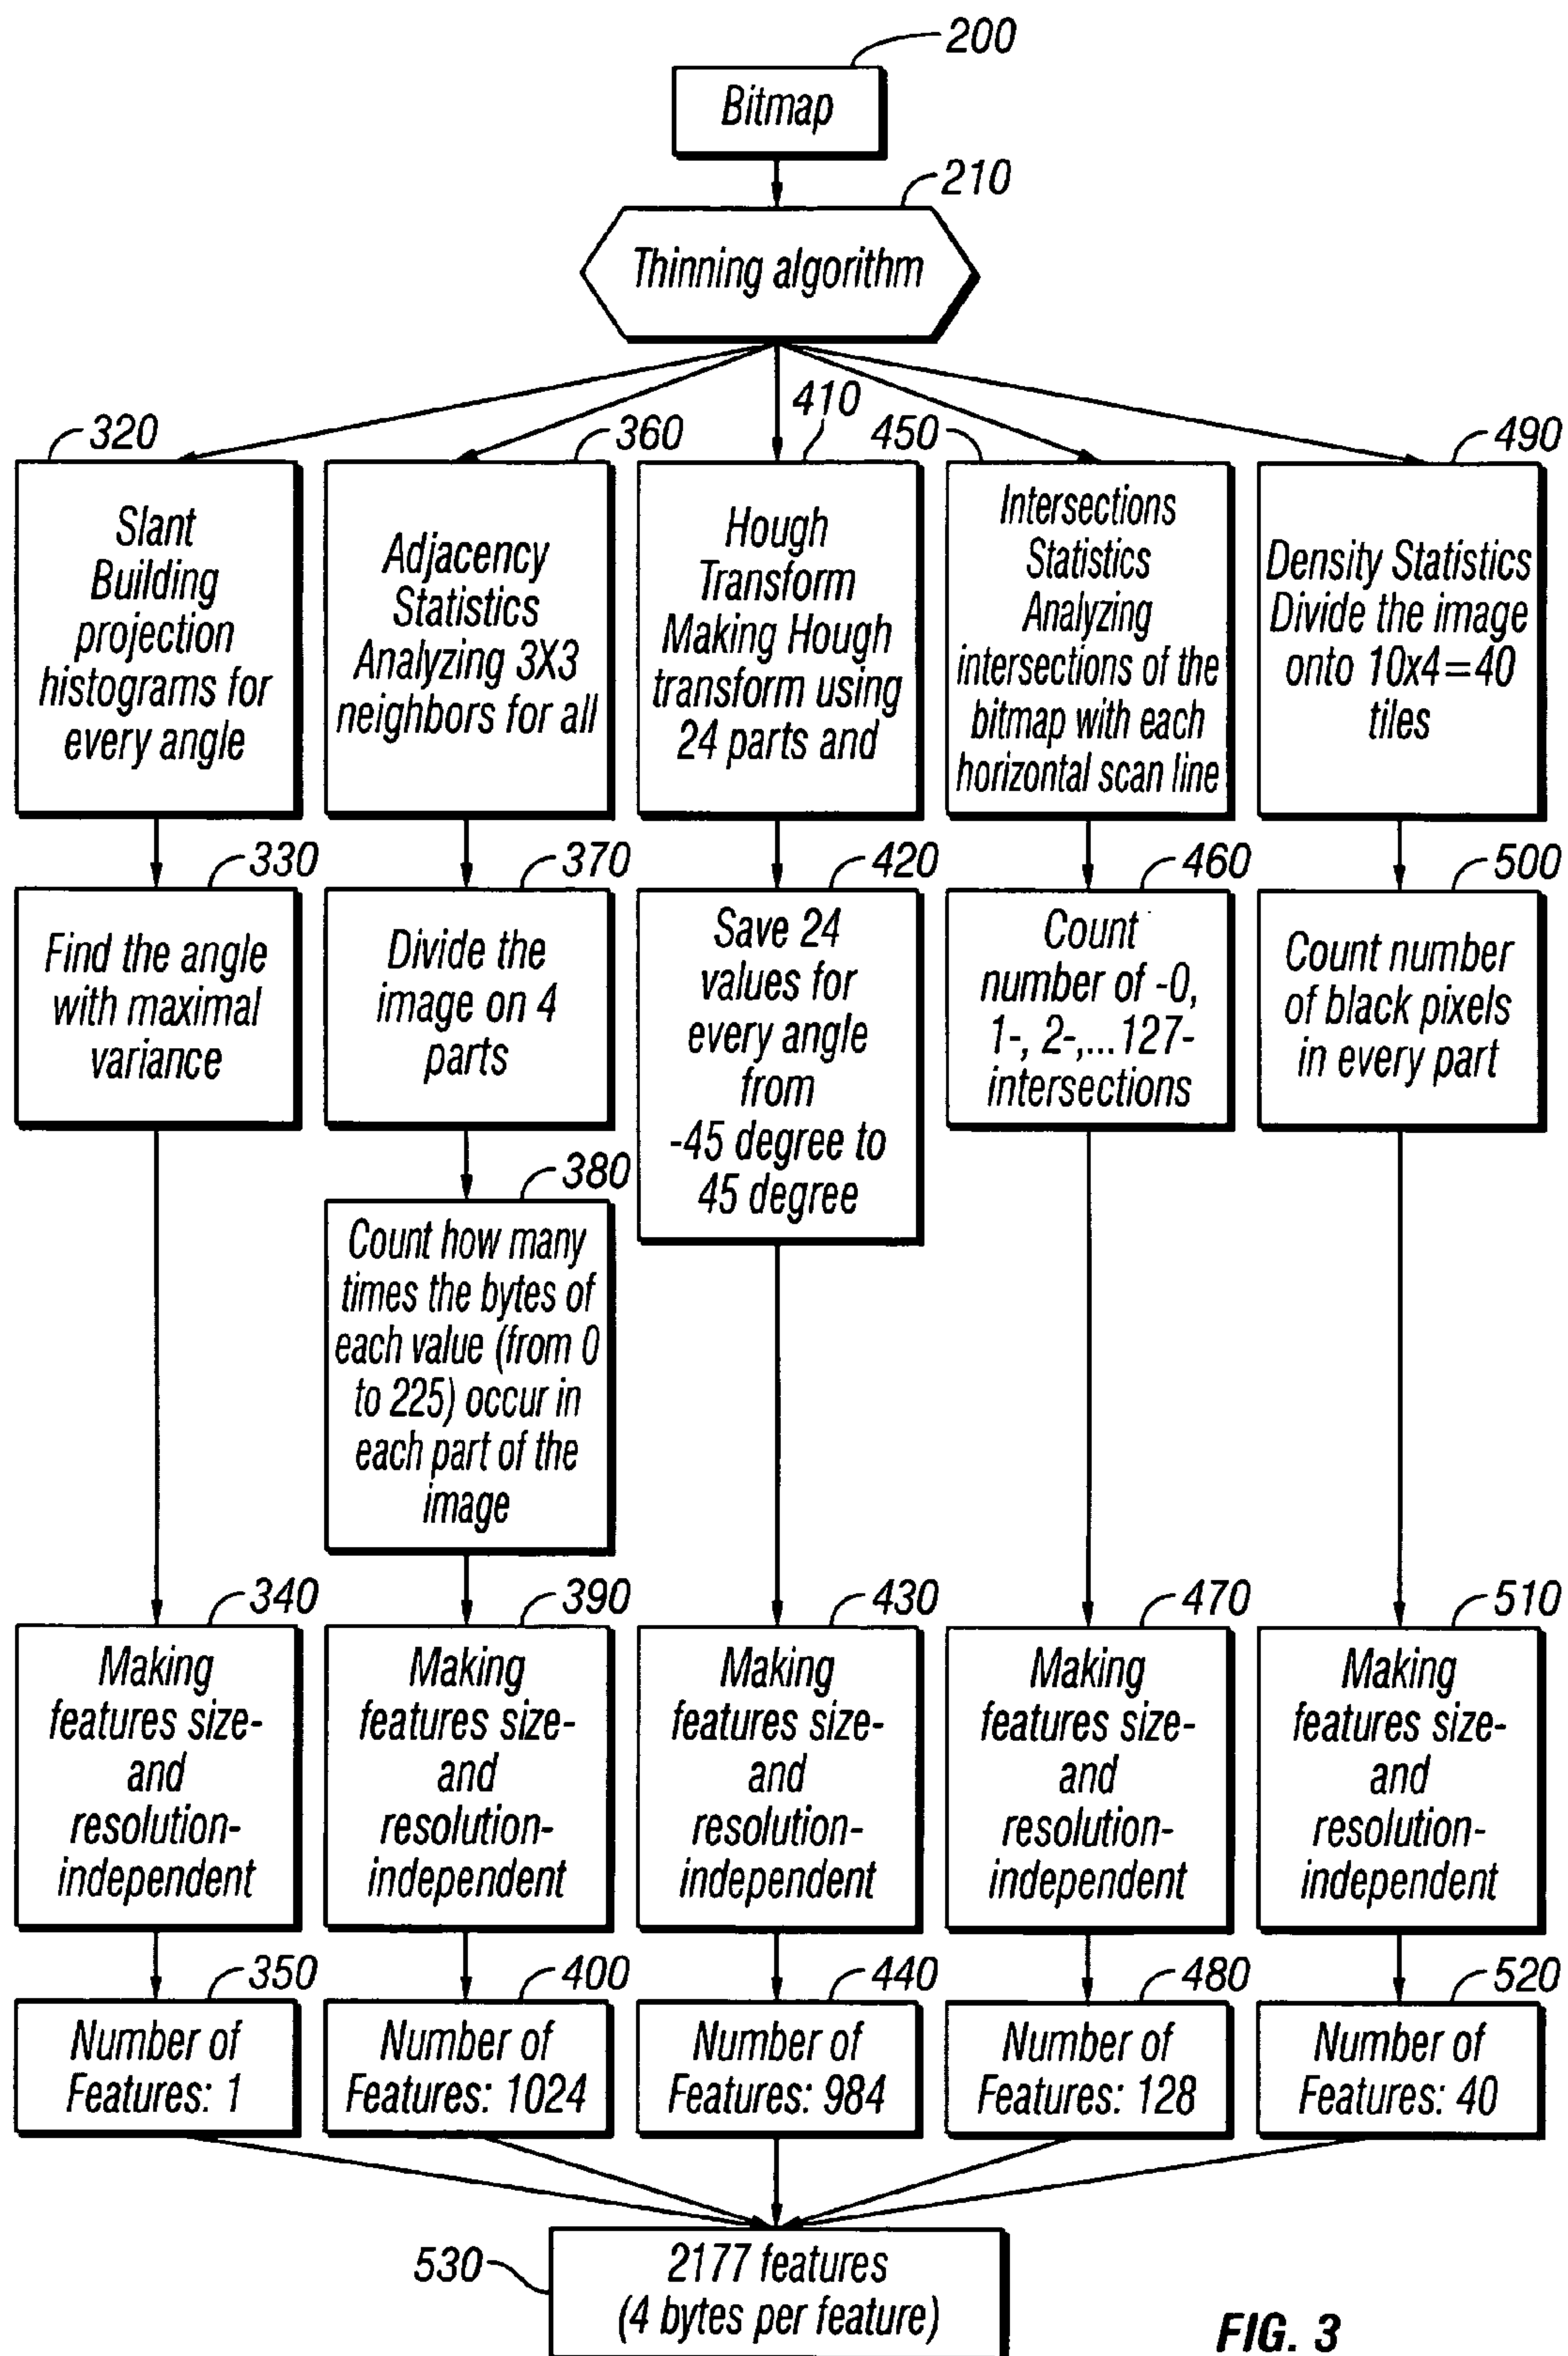 200
Bitmap
210
Thinning algorithm
320
Slant
Building
projection
histograms for
every angle
360
Adjacency
Statistics
Analyzing 3X3
neighbors for all
410
Hough
Transform
Making Hough
transform using
24 parts and
450
Intersections
Statistics
Analyzing
intersections of the
bitmap with each
horizontal scan line
490
Density Statistics
Divide the image
onto 10x4=40
tiles
330
Find the angle
with maximal
variance
370
Divide the
image on 4
parts
420
Save 24
values for
every angle
from
-45 degree to
45 degree
460
Count
number of -0,
1-, 2-,...127-
intersections
500
Count number
of black pixels
in every part
380
Count how many
times the bytes of
each value (from 0
to 225) occur in
each part of the
image
340
Making
features size-
and
resolution-
independent
390
Making
features size-
and
resolution-
independent
430
Making
features size-
and
resolution-
independent
470
Making
features size-
and
resolution-
independent
510
Making
features size-
and
resolution-
independent
350
Number of
Features: 1
400
Number of
Features: 1024
440
Number of
Features: 984
480
Number of
Features: 128
520
Number of
Features: 40
530
2177 features
(4 bytes per feature)
FIG. 3